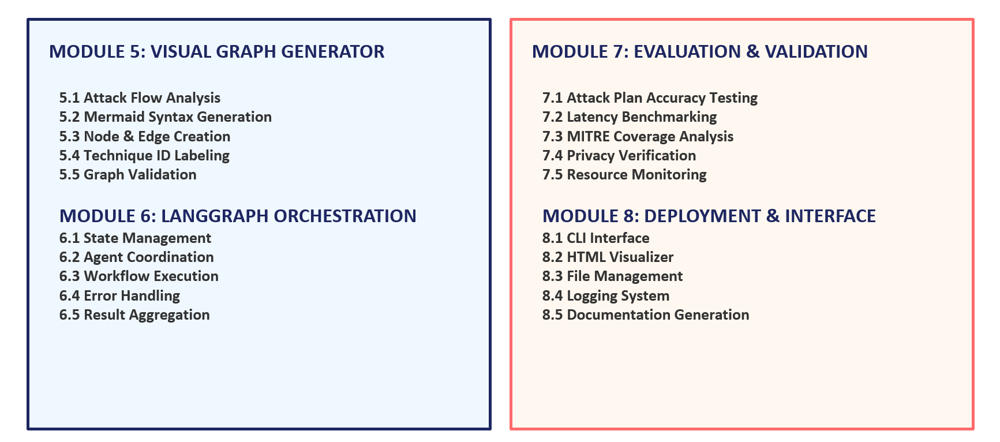 MODULE 5: VISUAL GRAPH GENERATOR
5.1 Attack Flow Analysis
5.2 Mermaid Syntax Generation
5.3 Node & Edge Creation
5.4 Technique ID Labeling
5.5 Graph Validation
MODULE 6: LANGGRAPH ORCHESTRATION
6.1 State Management
6.2 Agent Coordination
6.3 Workflow Execution
6.4 Error Handling
6.5 Result Aggregation
MODULE 7: EVALUATION & VALIDATION
7.1 Attack Plan Accuracy Testing
7.2 Latency Benchmarking
7.3 MITRE Coverage Analysis
7.4 Privacy Verification
7.5 Resource Monitoring
MODULE 8: DEPLOYMENT & INTERFACE
8.1 CLI Interface
8.2 HTML Visualizer
8.3 File Management
8.4 Logging System
8.5 Documentation Generation